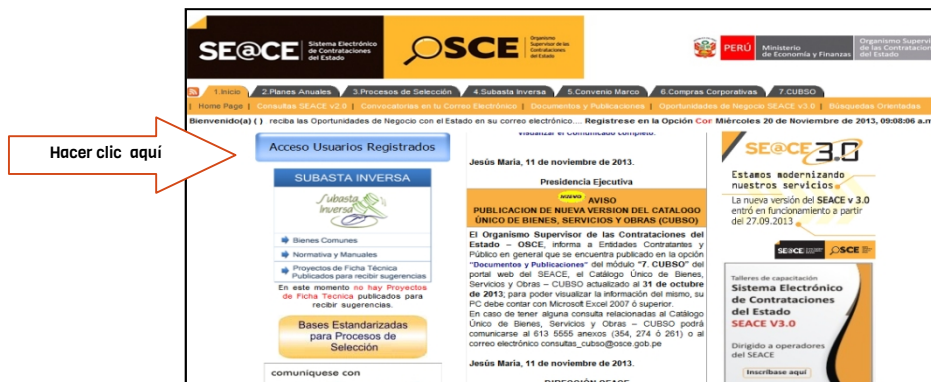 SE@CE Sistema Electrónico
de Contrataciones
del Estado
OSCE Organismo
Supervisor de las
Contrataciones
del Estado
PERÚ Ministerio
de Economía y Finanzas
Organismo Supervi
de las Contratacion
del Estado
1.Inicio 2.Planes Anuales 3.Procesos de Selección 4.Subasta Inversa 5.Convenio Marco 6.Compras Corporativas 7.CUBSO
| Home Page | Consultas SEACE v2.0 | Convocatorias en tu Correo Electrónico | Documentos y Publicaciones | Oportunidades de Negocio SEACE v3.0 | Búsquedas Orientadas
Bienvenido(a) ( ) reciba las Oportunidades de Negocio con el Estado en su correo electrónico.... Registrese en la Opción Cor Miércoles 20 de Noviembre de 2013, 09:08:06 a.m
Hacer clic aquí
Acceso Usuarios Registrados
SUBASTA INVERSA
Subasta
Inversa
Bienes Comunes
Normativa y Manuales
Proyectos de Ficha Técnica
Publicados para recibir sugerencias
En este momento no hay Proyectos
de Ficha Tecnica publicados para
recibir sugerencias.
Bases Estandarizadas
para Procesos de
Selección
comuniquese con
visualizar el Comunicado completo.
Jesús Maria, 11 de noviembre de 2013.
Presidencia Ejecutiva
NUEVO AVISO
PUBLICACION DE NUEVA VERSION DEL CATALOGO
ÚNICO DE BIENES, SERVICIOS Y OBRAS (CUBSO)
El Organismo Supervisor de las Contrataciones del
Estado – OSCE, informa a Entidades Contratantes y
Público en general que se encuentra publicado en la opción
"Documentos y Publicaciones" del módulo "7. CUBSO" del
portal web del SEACE, el Catálogo Único de Bienes,
Servicios y Obras – CUBSO actualizado al 31 de octubre
de 2013; para poder visualizar la información del mismo, su
PC debe contar con Microsoft Excel 2007 ó superior.
En caso de tener alguna consulta relacionadas al Catálogo
Único de Bienes, Servicios y Obras – CUBSO podrá
comunicarse al 613 5555 anexos (354, 274 ó 261) o al
correo electrónico consultas_cubso@osce.gob.pe
Jesús Maria, 11 de noviembre de 2013.
DIRECCIÓN SEACE
SE@CE 3.0
Estamos modernizando
nuestros servicios
La nueva versión del SEACE v 3.0
entró en funcionamiento a partir
del 27.09.2013
SE@CE OSCE
Talleres de capacitación
Sistema Electrónico
de Contrataciones
del Estado
SEACE V3.0
Dirigido a operadores
del SEACE
Inscríbase aquí